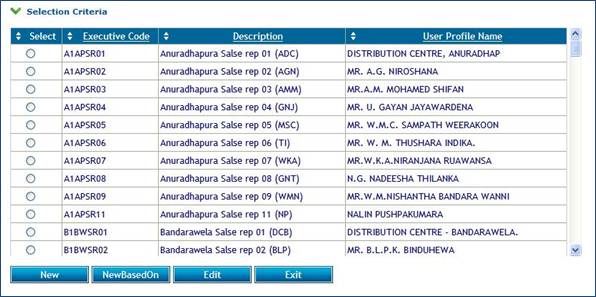 Selection Criteria
Select Executive Code Description User Profile Name
A1APSR01 Anuradhapura Salse rep 01 (ADC) DISTRIBUTION CENTRE, ANURADHAP
A1APSR02 Anuradhapura Salse rep 02 (AGN) MR. A.G. NIROSHANA
A1APSR03 Anuradhapura Salse rep 03 (AMM) MR.A.M. MOHAMED SHIFAN
A1APSR04 Anuradhapura Salse rep 04 (GNJ) MR. U. GAYAN JAYAWARDENA
A1APSR05 Anuradhapura Salse rep 05 (MSC) MR. W.M.C. SAMPATH WEERAKOON
A1APSR06 Anuradhapura Salse rep 06 (TI) MR. W. M. THUSHARA INDIKA.
A1APSR07 Anuradhapura Salse rep 07 (WKA) MR.W.K.A.NIRANJANA RUAWANSA
A1APSR08 Anuradhapura Salse rep 08 (GNT) N.G. NADEESHA THILANKA
A1APSR09 Anuradhapura Salse rep 09 (WMN) MR.W.M.NISHANTHA BANDARA WANNI
A1APSR11 Anuradhapura Salse rep 11 (NP) NALIN PUSHPAKUMARA
B1BWSR01 Bandarawela Salse rep 01 (DCB) DISTRIBUTION CENTRE - BANDARAWELA.
B1BWSR02 Bandarawela Salse rep 02 (BLP) MR. B.L.P.K. BINDUHEWA
New NewBasedOn Edit Exit